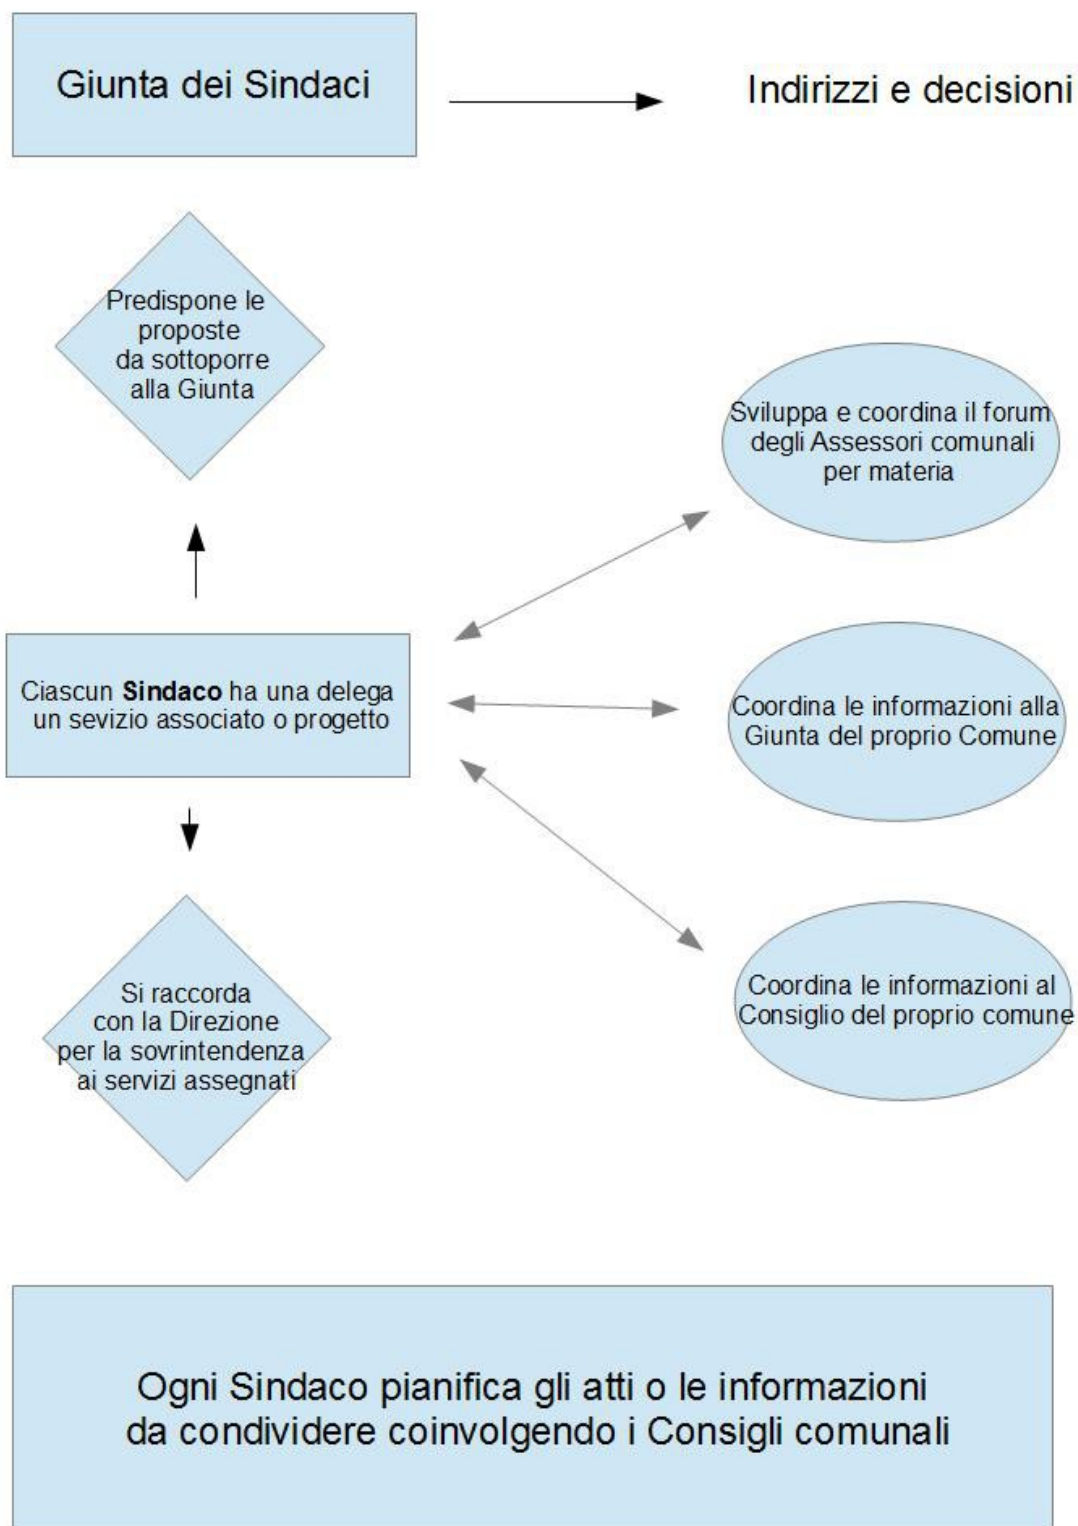 Giunta dei Sindaci
Indirizzi e decisioni
Predispone le
proposte
da sottoporre
alla Giunta
Sviluppa e coordina il forum
degli Assessori comunali
per materia
Ciascun Sindaco ha una delega
un sevizio associato o progetto
Coordina le informazioni alla
Giunta del proprio Comune
Si raccorda
con la Direzione
per la sovrintendenza
ai servizi assegnati
Coordina le informazioni al
Consiglio del proprio comune
Ogni Sindaco pianifica gli atti o le informazioni
da condividere coinvolgendo i Consigli comunali